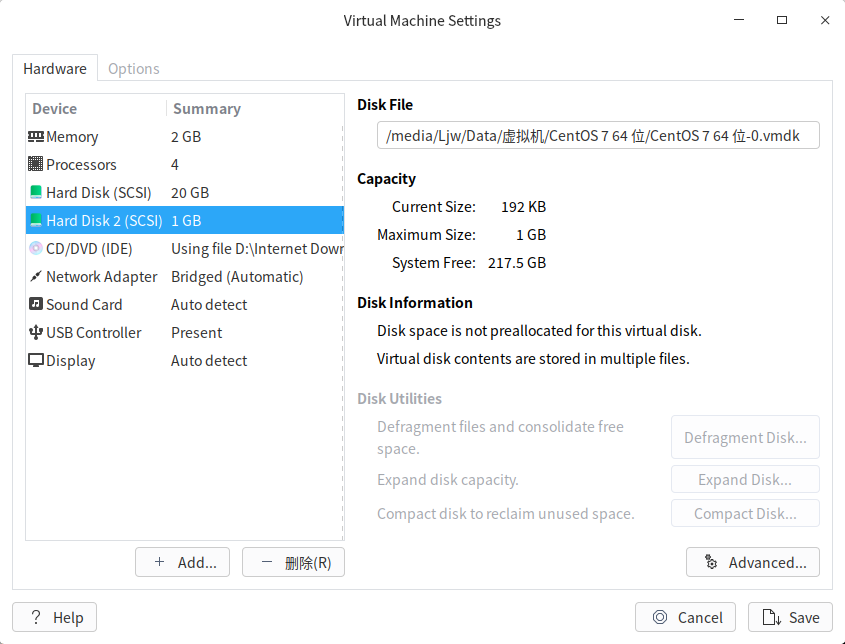 Virtual Machine Settings
Hardware Options
Device Summary
Memory 2 GB
Processors 4
Hard Disk (SCSI) 20 GB
Hard Disk 2 (SCSI) 1 GB
CD/DVD (IDE) Using file D:\Internet Dowr
Network Adapter Bridged (Automatic)
Sound Card Auto detect
USB Controller Present
Display Auto detect
+ Add...
− 删除(R)
Disk File
/media/Ljw/Data/虚拟机/CentOS 7 64 位/CentOS 7 64 位-0.vmdk
Capacity
Current Size: 192 KB
Maximum Size: 1 GB
System Free: 217.5 GB
Disk Information
Disk space is not preallocated for this virtual disk.
Virtual disk contents are stored in multiple files.
Disk Utilities
Defragment files and consolidate free
space.
Defragment Disk...
Expand disk capacity.
Expand Disk...
Compact disk to reclaim unused space.
Compact Disk...
Advanced...
? Help
Cancel
Save